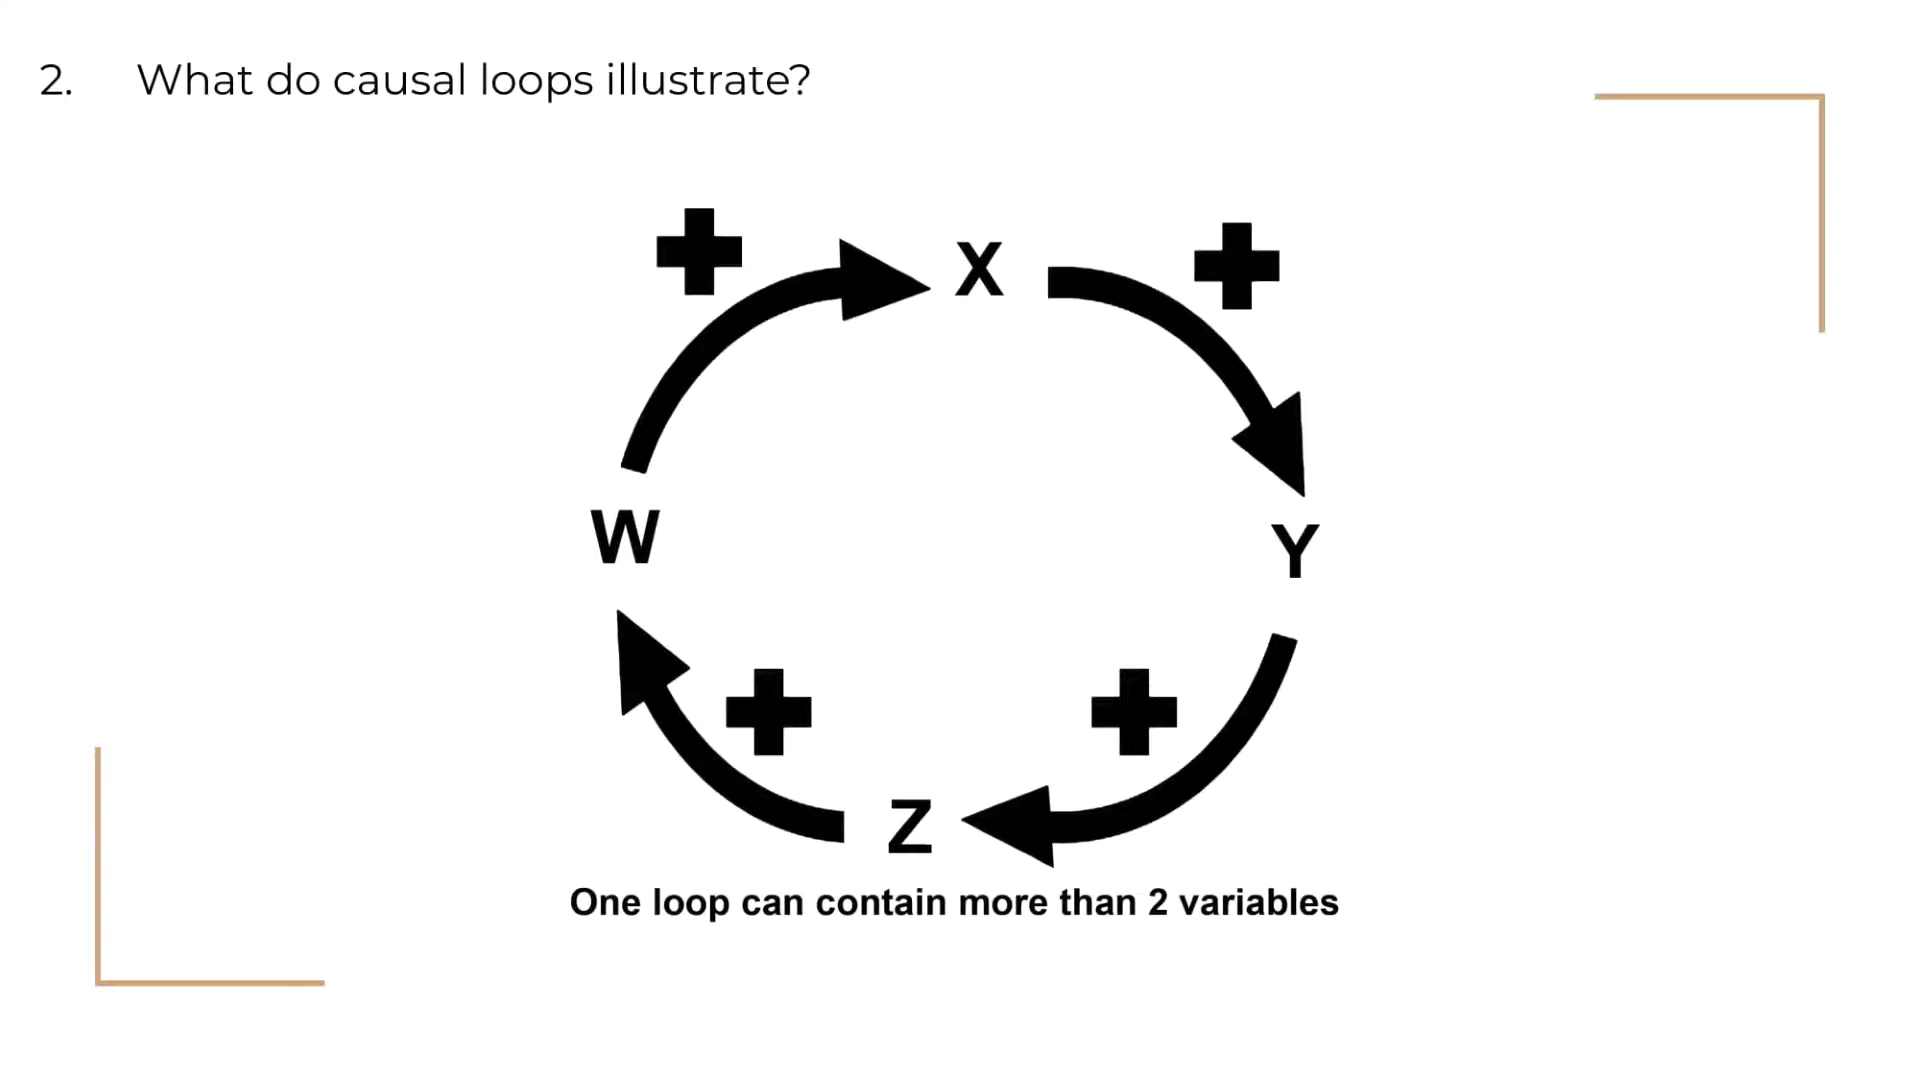 2. What do causal loops illustrate?
+ X +
W Y
+ +
Z
One loop can contain more than 2 variables